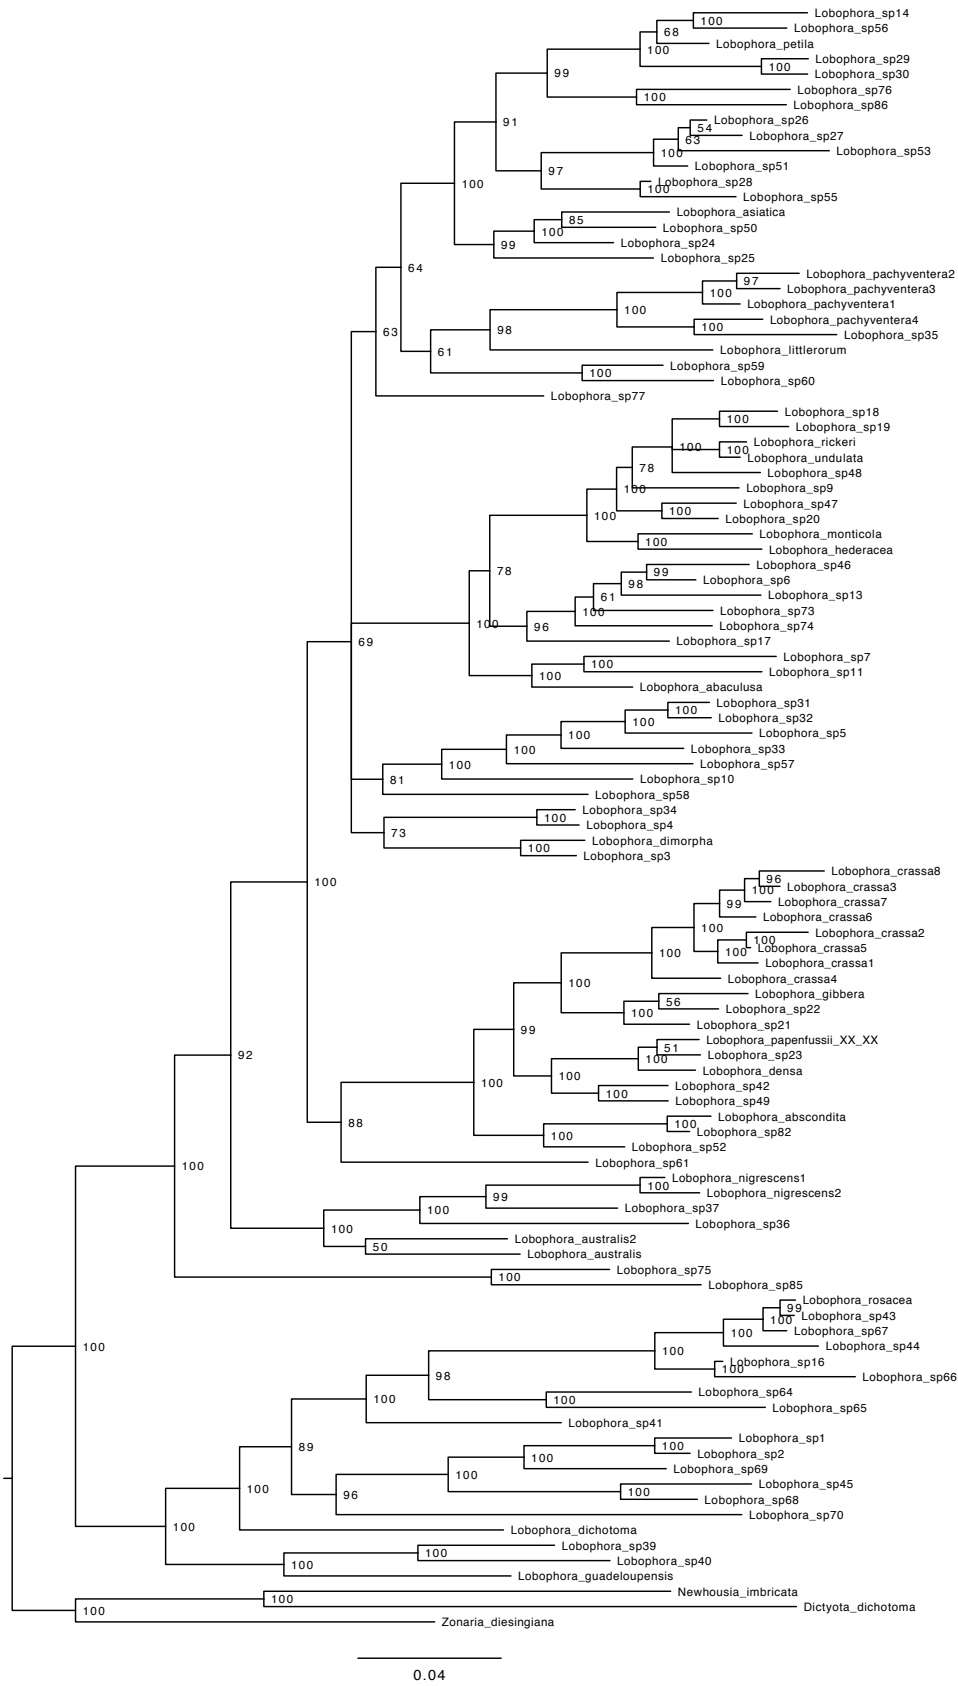 Lobophora_sp14
100
Lobophora_sp56
68
Lobophora_petila
100
Lobophora_sp29
100
Lobophora_sp30
99
Lobophora_sp76
100
Lobophora_sp86
91
Lobophora_sp26
54
Lobophora_sp27
63
Lobophora_sp53
100
Lobophora_sp51
97
Lobophora_sp28
100
Lobophora_sp55
100
Lobophora_asiatica
85
Lobophora_sp50
100
Lobophora_sp24
99
Lobophora_sp25
64
Lobophora_pachyventera2
97
Lobophora_pachyventera3
100
Lobophora_pachyventera1
100
Lobophora_pachyventera4
100
Lobophora_sp35
98
Lobophora_littlerorum
63
61
Lobophora_sp59
100
Lobophora_sp60
Lobophora_sp77
Lobophora_sp18
100
Lobophora_sp19
Lobophora_rickeri
100
100
Lobophora_undulata
78
Lobophora_sp48
Lobophora_sp9
100
Lobophora_sp47
100
Lobophora_sp20
100
Lobophora_monticola
100
Lobophora_hederacea
78
Lobophora_sp46
99
Lobophora_sp6
98
Lobophora_sp13
61
Lobophora_sp73
100
Lobophora_sp74
100
96
Lobophora_sp17
69
Lobophora_sp7
100
Lobophora_sp11
100
Lobophora_abaculusa
Lobophora_sp31
100
Lobophora_sp32
100
Lobophora_sp5
100
Lobophora_sp33
100
Lobophora_sp57
100
Lobophora_sp10
81
Lobophora_sp58
Lobophora_sp34
100
Lobophora_sp4
73
Lobophora_dimorpha
100
Lobophora_sp3
100
Lobophora_crassa8
96
Lobophora_crassa3
100
Lobophora_crassa7
99
Lobophora_crassa6
100
Lobophora_crassa2
100
Lobophora_crassa5
100
100
Lobophora_crassa1
Lobophora_crassa4
100
Lobophora_gibbera
56
Lobophora_sp22
100
Lobophora_sp21
99
Lobophora_papenfussii_XX_XX
51
Lobophora_sp23
100
Lobophora_densa
100
Lobophora_sp42
100
Lobophora_sp49
100
92
Lobophora_abscondita
100
Lobophora_sp82
100
Lobophora_sp52
88
Lobophora_sp61
100
Lobophora_nigrescens1
100
Lobophora_nigrescens2
99
Lobophora_sp37
100
Lobophora_sp36
100
Lobophora_australis2
50
Lobophora_australis
Lobophora_sp75
100
Lobophora_sp85
Lobophora_rosacea
99
Lobophora_sp43
100
Lobophora_sp67
100
Lobophora_sp44
100
100
Lobophora_sp16
100
Lobophora_sp66
98
Lobophora_sp64
100
Lobophora_sp65
100
Lobophora_sp41
89
Lobophora_sp1
100
Lobophora_sp2
100
Lobophora_sp69
100
Lobophora_sp45
100
Lobophora_sp68
96
100
Lobophora_sp70
100
Lobophora_dichotoma
Lobophora_sp39
100
Lobophora_sp40
100
Lobophora_guadeloupensis
Newhousia_imbricata
100
Dictyota_dichotoma
100
Zonaria_diesingiana
0.04